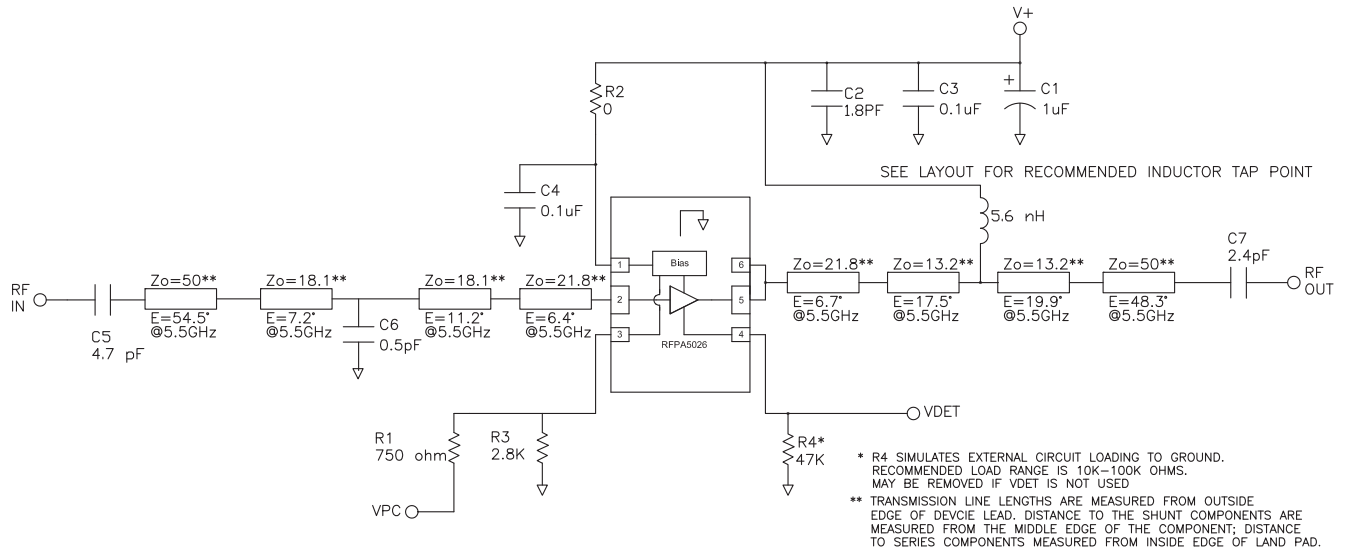 V+
R2
0
C2
1.8PF
C3
0.1uF
+
C1
1uF
SEE LAYOUT FOR RECOMMENDED INDUCTOR TAP POINT
C4
0.1uF
5.6 nH
1
Bias
6
2
5
3
4
RFPA5026
RF
IN
C5
4.7 pF
Zo=50**
E=54.5°
@5.5GHz
Zo=18.1**
E=7.2°
@5.5GHz
C6
0.5pF
Zo=18.1**
E=11.2°
@5.5GHz
Zo=21.8**
E=6.4°
@5.5GHz
Zo=21.8**
E=6.7°
@5.5GHz
Zo=13.2**
E=17.5°
@5.5GHz
Zo=13.2**
E=19.9°
@5.5GHz
Zo=50**
E=48.3°
@5.5GHz
C7
2.4pF
RF
OUT
R1
750 ohm
R3
2.8K
VPC
VDET
R4*
47K
* R4 SIMULATES EXTERNAL CIRCUIT LOADING TO GROUND.
RECOMMENDED LOAD RANGE IS 10K-100K OHMS.
MAY BE REMOVED IF VDET IS NOT USED
** TRANSMISSION LINE LENGTHS ARE MEASURED FROM OUTSIDE
EDGE OF DEVCIE LEAD. DISTANCE TO THE SHUNT COMPONENTS ARE
MEASURED FROM THE MIDDLE EDGE OF THE COMPONENT; DISTANCE
TO SERIES COMPONENTS MEASURED FROM INSIDE EDGE OF LAND PAD.